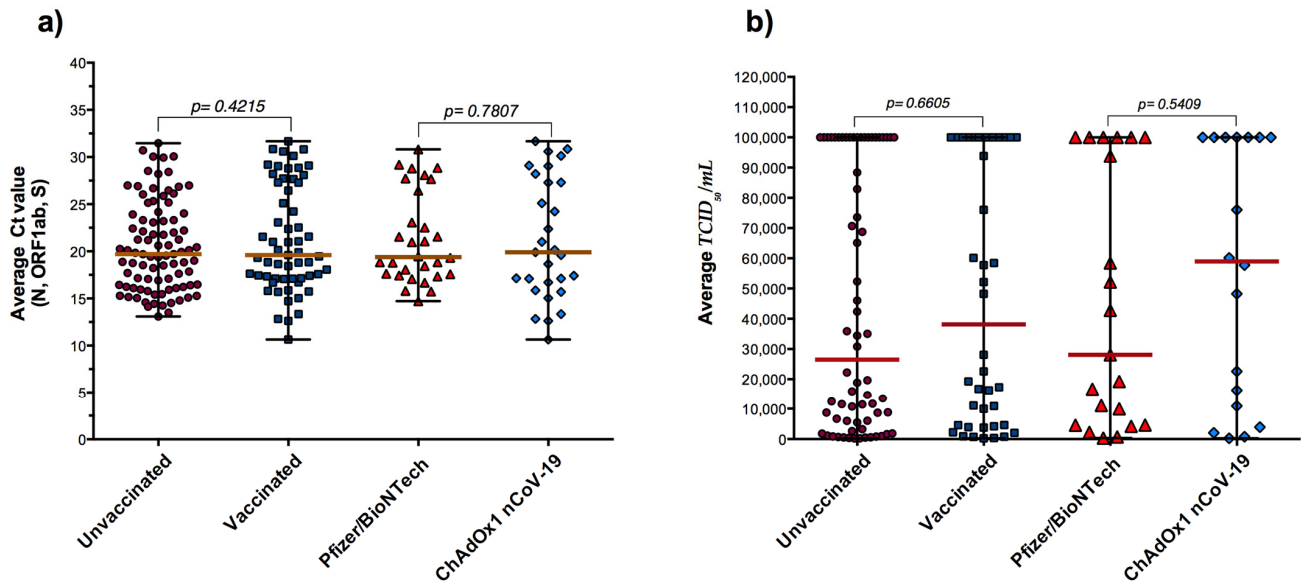 a)
Average Ct value
(N, ORF1ab, S)
40
35
30
25
20
15
10
5
0
p= 0.4215
p= 0.7807
Unvaccinated
Vaccinated
Pfizer/BioNTech
ChAdOx1 nCoV-19
b)
Average TCID50/mL
120,000
110,000
100,000
90,000
80,000
70,000
60,000
50,000
40,000
30,000
20,000
10,000
0
p=0.6605
p=0.5409
Unvaccinated
Vaccinated
Pfizer/BioNTech
ChAdOx1 nCoV-19